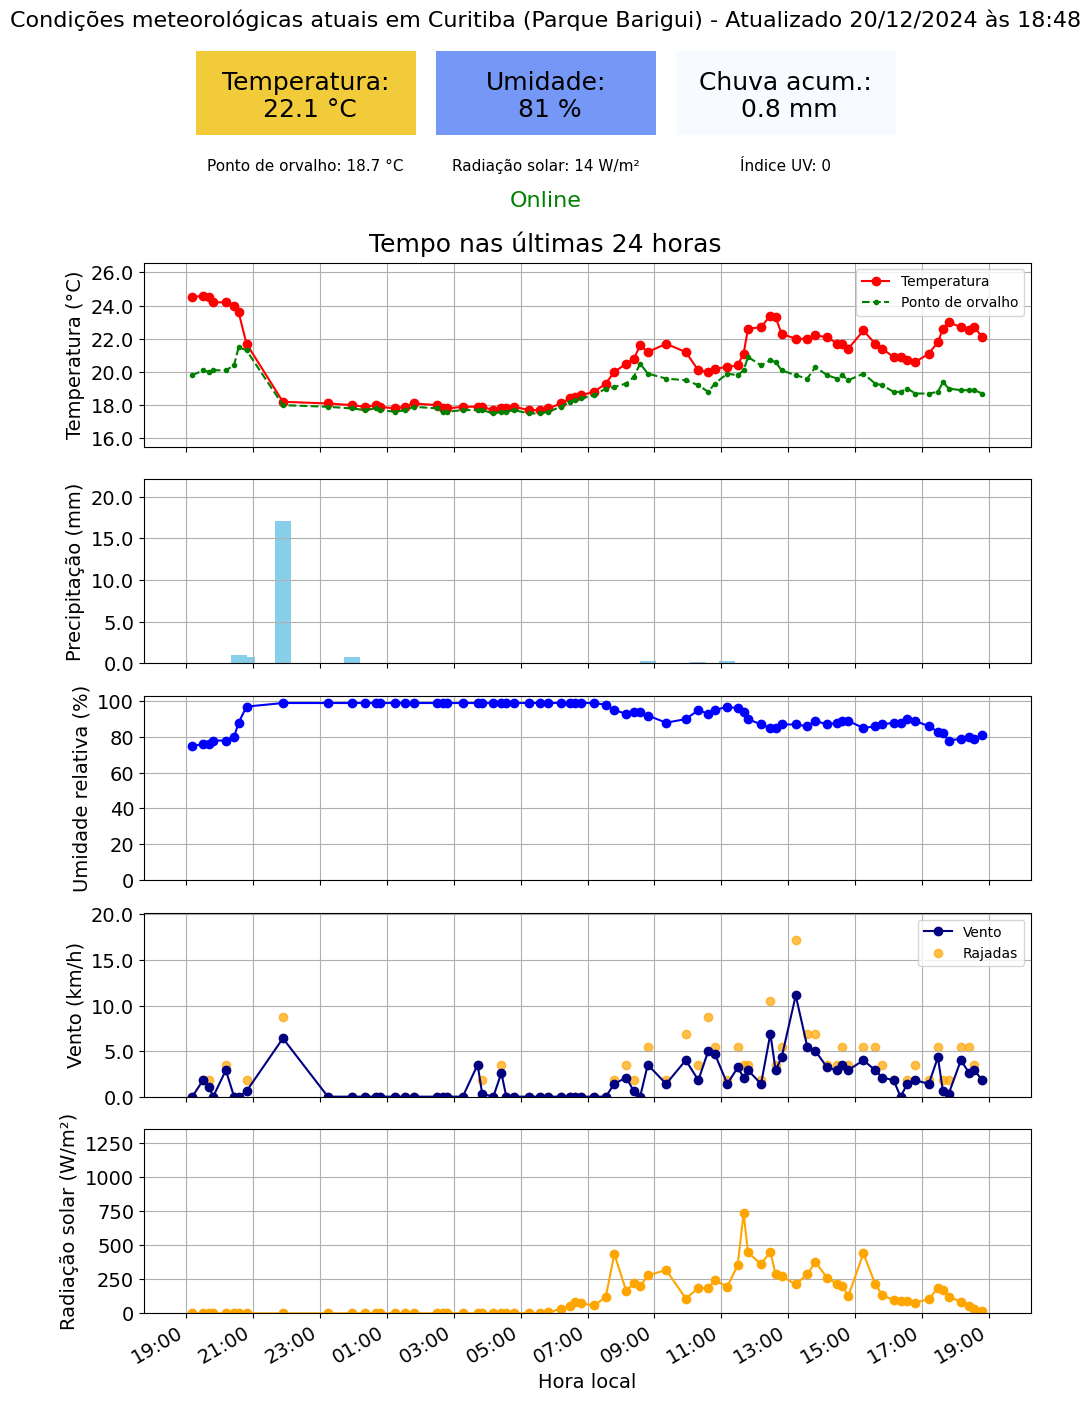 Condições meteorológicas atuais em Curitiba (Parque Barigui) - Atualizado 20/12/2024 às 18:48
Temperatura:
22.1 °C
Umidade:
81 %
Chuva acum.:
0.8 mm
Ponto de orvalho: 18.7 °C
Radiação solar: 14 W/m²
Índice UV: 0
Online
Tempo nas últimas 24 horas
Temperatura (°C)
26.0
24.0
22.0
20.0
18.0
16.0
Temperatura
Ponto de orvalho
Precipitação (mm)
20.0
15.0
10.0
5.0
0.0
Umidade relativa (%)
100
80
60
40
20
0
Vento (km/h)
20.0
15.0
10.0
5.0
0.0
Vento
Rajadas
Radiação solar (W/m²)
1250
1000
750
500
250
0
19:00
21:00
23:00
01:00
03:00
05:00
07:00
09:00
11:00
13:00
15:00
17:00
19:00
Hora local